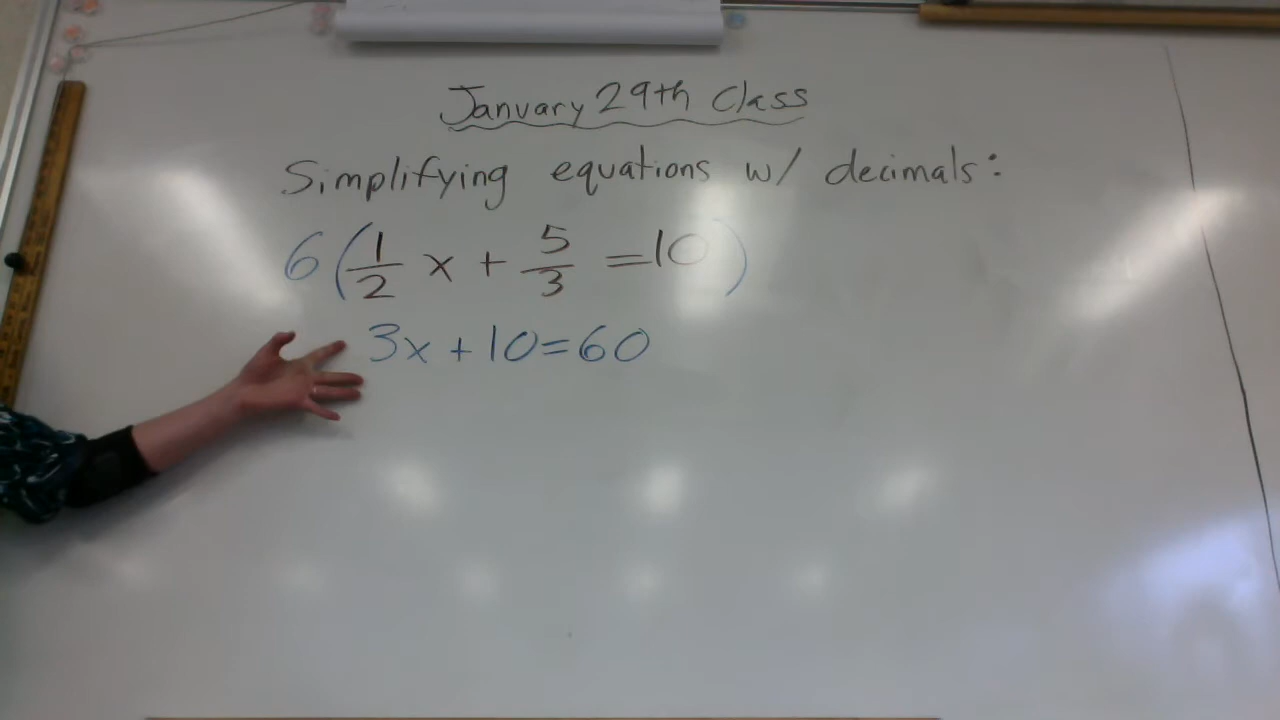 January 29th Class
Simplifying equations w/ decimals:
6(1/2 x + 5/3 = 10)
3x + 10 = 60